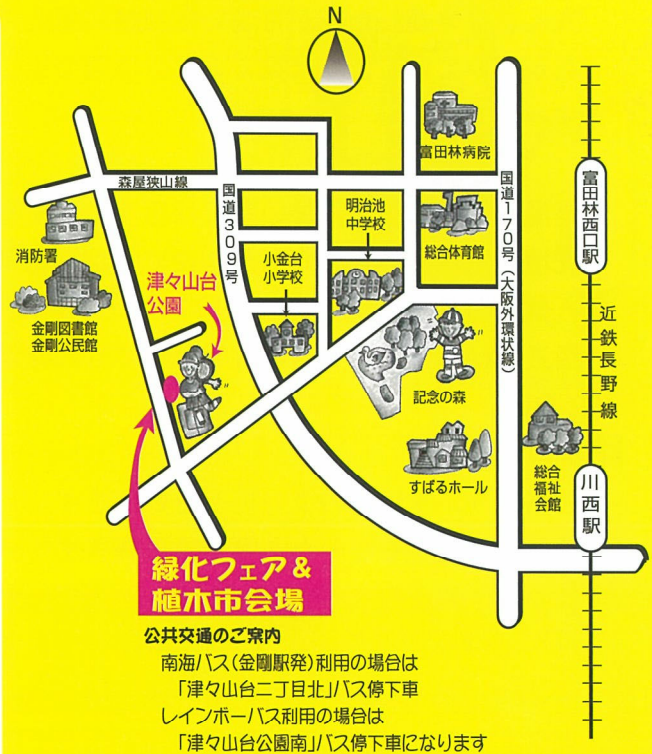 N
富田林病院
森屋狭山線
国道309号
明治池
中学校
総合体育館
国道170号(大阪外環状線)
富田林西口駅
消防署
小金台
小学校
津々山台
公園
金剛図書館
金剛公民館
近鉄長野線
記念の森
すばるホール
総合
福祉
会館
川西駅
緑化フェア&
植木市会場
公共交通のご案内
南海バス(金剛駅発)利用の場合は
「津々山台二丁目北」バス停下車
レインボーバス利用の場合は
「津々山台公園南」バス停下車になります